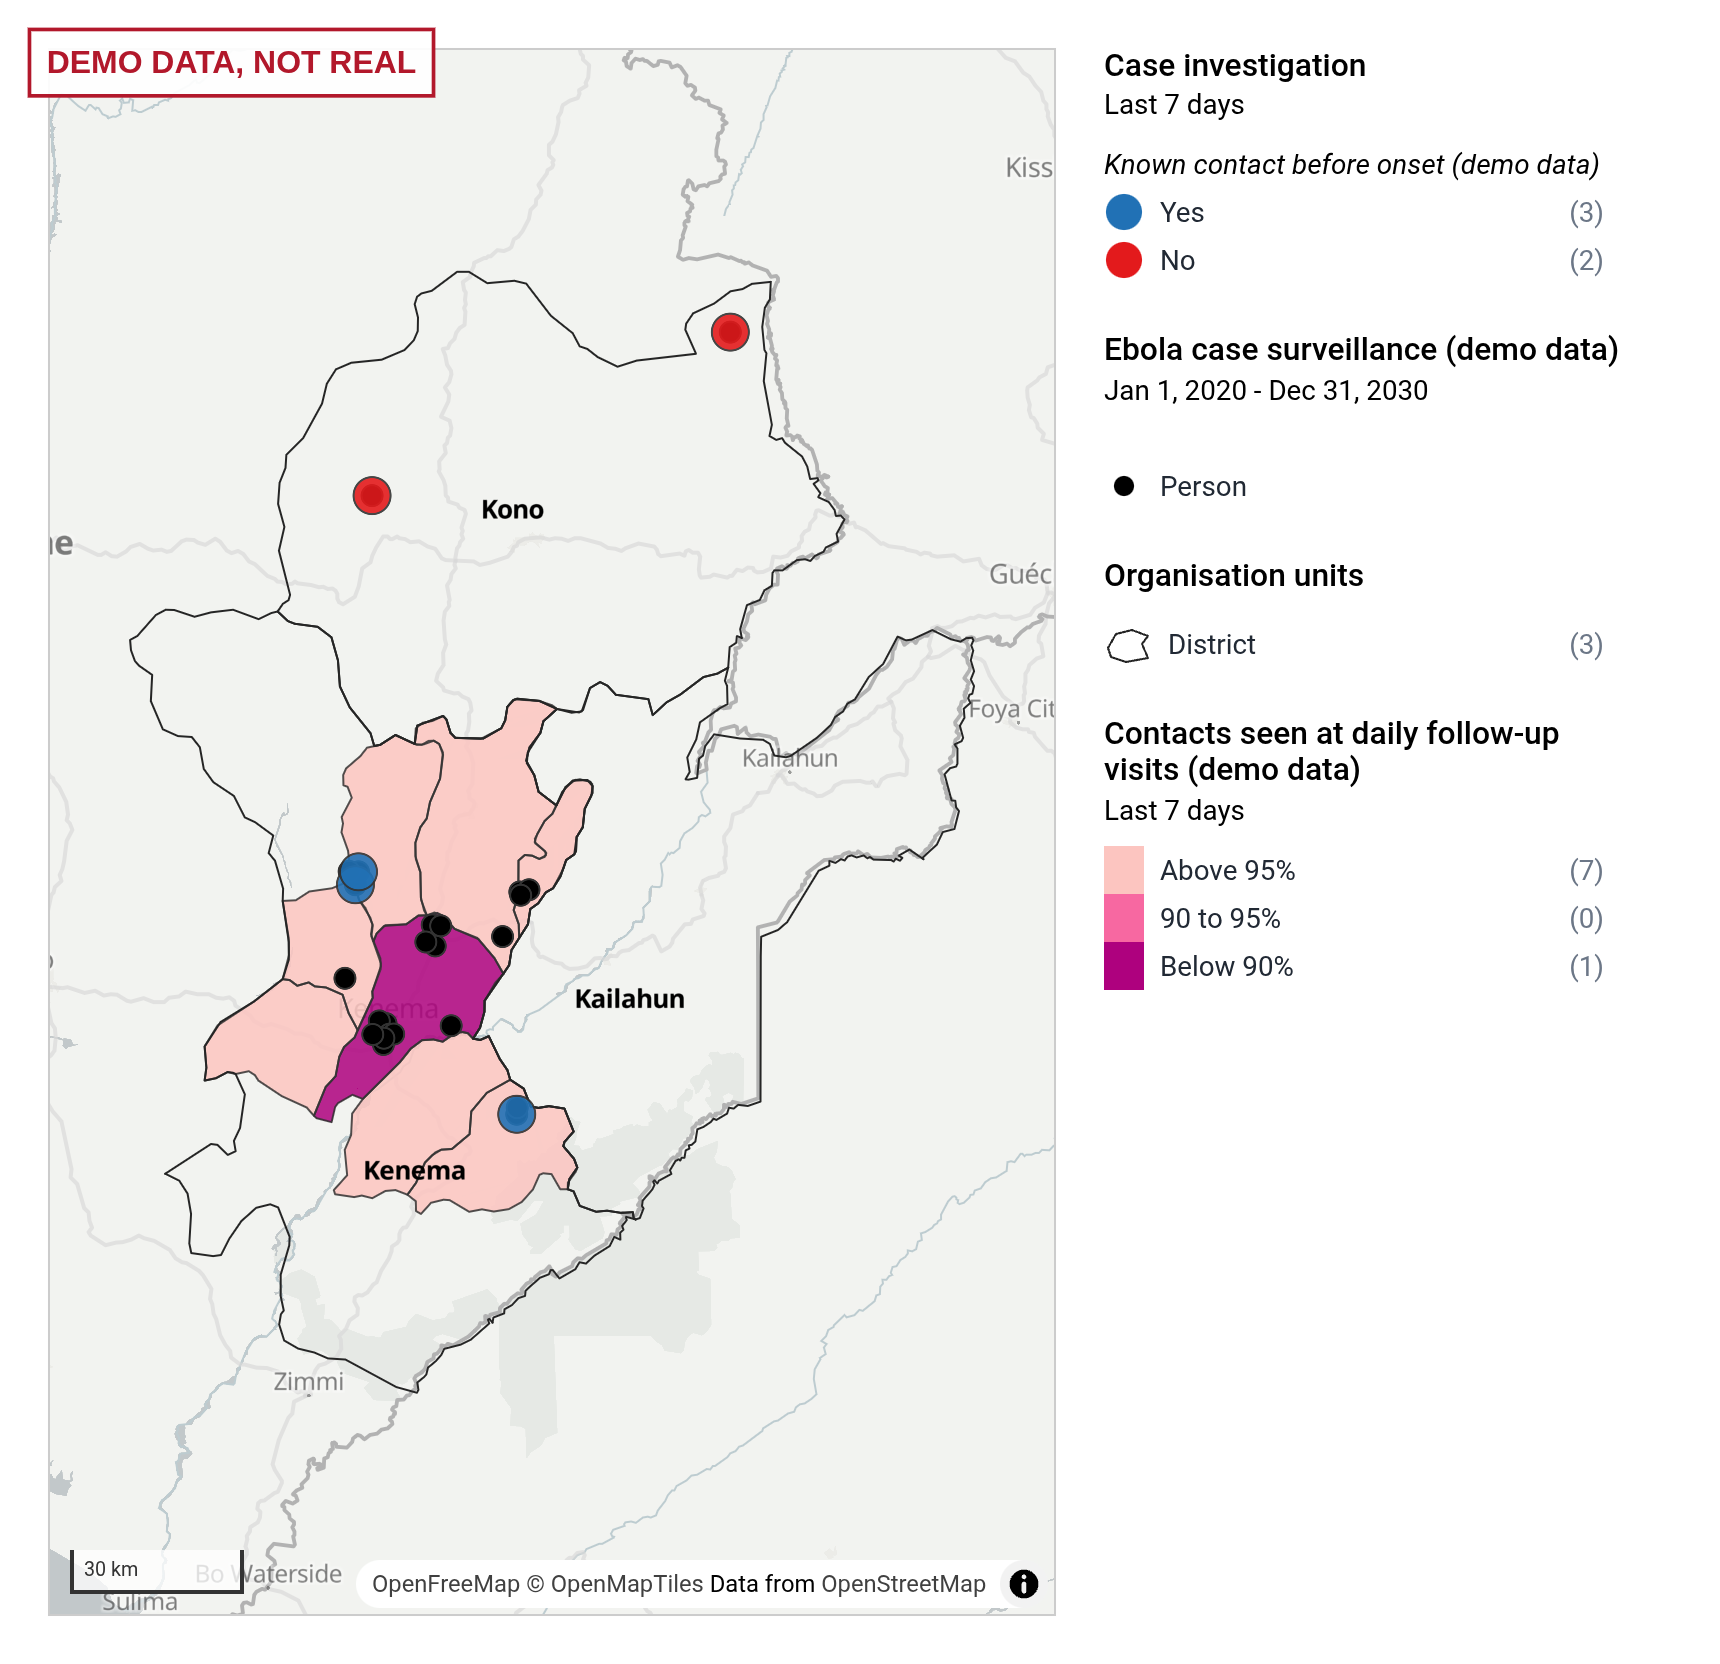 DEMO DATA, NOT REAL
Kiss
Kono
ne
Guéc
Foya Cit
Kailahun
Kailahun
Kenema
Kenema
Zimmi
30 km
Bo Waterside
Sulima
OpenFreeMap © OpenMapTiles Data from OpenStreetMap
Case investigation
Last 7 days
Known contact before onset (demo data)
Yes (3)
No (2)
Ebola case surveillance (demo data)
Jan 1, 2020 - Dec 31, 2030
Person
Organisation units
District (3)
Contacts seen at daily follow-up
visits (demo data)
Last 7 days
Above 95% (7)
90 to 95% (0)
Below 90% (1)